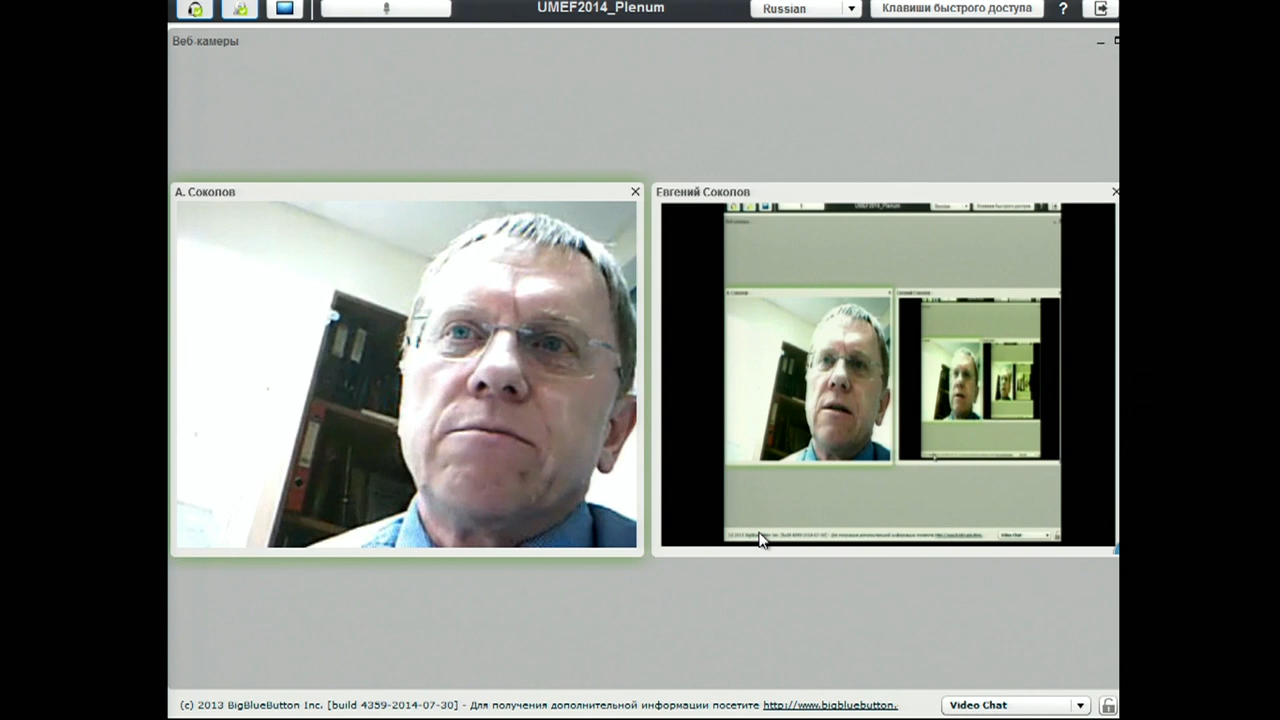 UMEF2014_Plenum
Russian
Клавиши быстрого доступа
?
Веб-камеры
А. Соколов
Евгений Соколов
UMEF2014_Plenum
(c) 2013 BigBlueButton Inc. [build 4359-2014-07-30] - Для получения дополнительной информации посетите http://www.bigbluebutton.
Video Chat